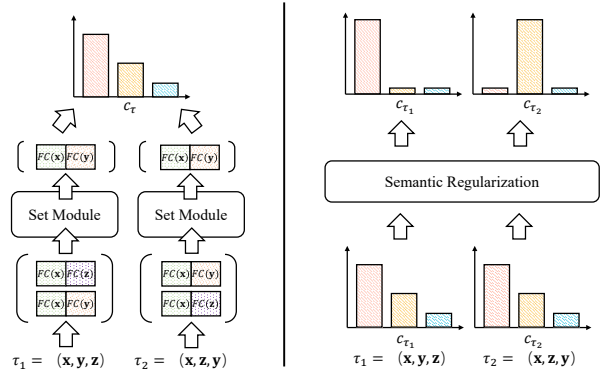 c_τ
FC(x) FC(y)
FC(x) FC(y)
Set Module
Set Module
FC(x) FC(z)
FC(x) FC(y)
FC(x) FC(y)
FC(x) FC(z)
τ₁ = (x, y, z)
τ₂ = (x, z, y)
c_τ₁
c_τ₂
Semantic Regularization
c_τ₁
c_τ₂
τ₁ = (x, y, z)
τ₂ = (x, z, y)